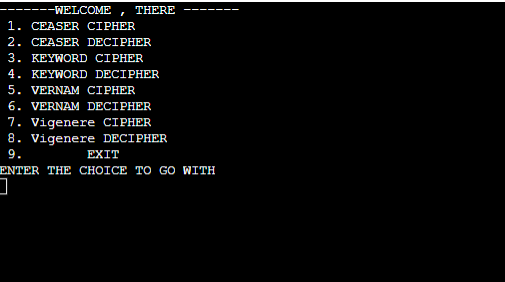 -------WELCOME , THERE -------
1. CEASER CIPHER
2. CEASER DECIPHER
3. KEYWORD CIPHER
4. KEYWORD DECIPHER
5. VERNAM CIPHER
6. VERNAM DECIPHER
7. Vigenere CIPHER
8. Vigenere DECIPHER
9.        EXIT
ENTER THE CHOICE TO GO WITH